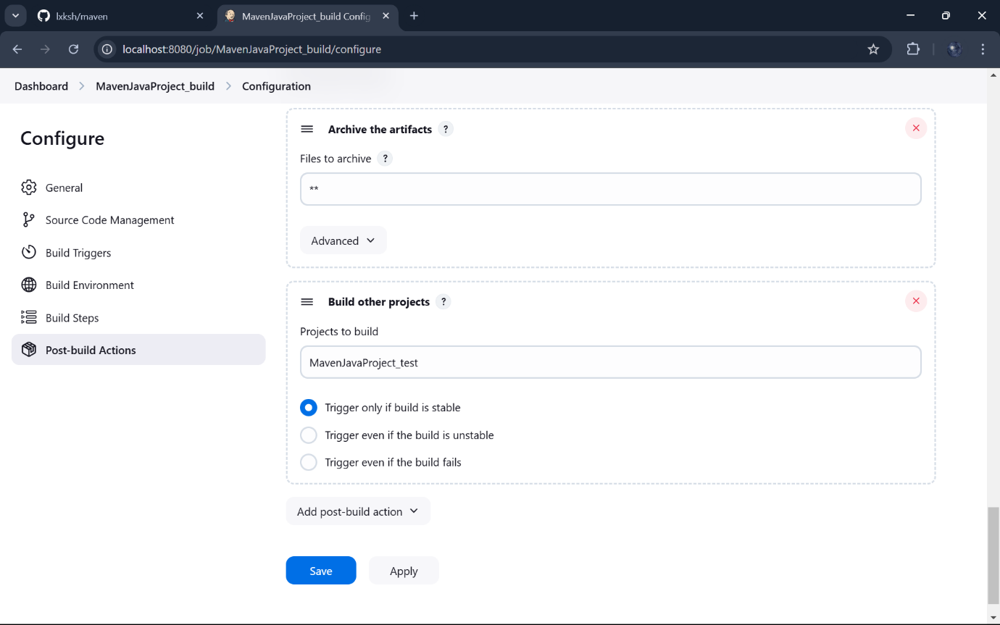 lxksh/maven
MavenJavaProject_build Config
localhost:8080/job/MavenJavaProject_build/configure
Dashboard > MavenJavaProject_build > Configuration
Configure
General
Source Code Management
Build Triggers
Build Environment
Build Steps
Post-build Actions
Archive the artifacts ?
Files to archive ?
**
Advanced
Build other projects ?
Projects to build
MavenJavaProject_test
Trigger only if build is stable
Trigger even if the build is unstable
Trigger even if the build fails
Add post-build action
Save
Apply